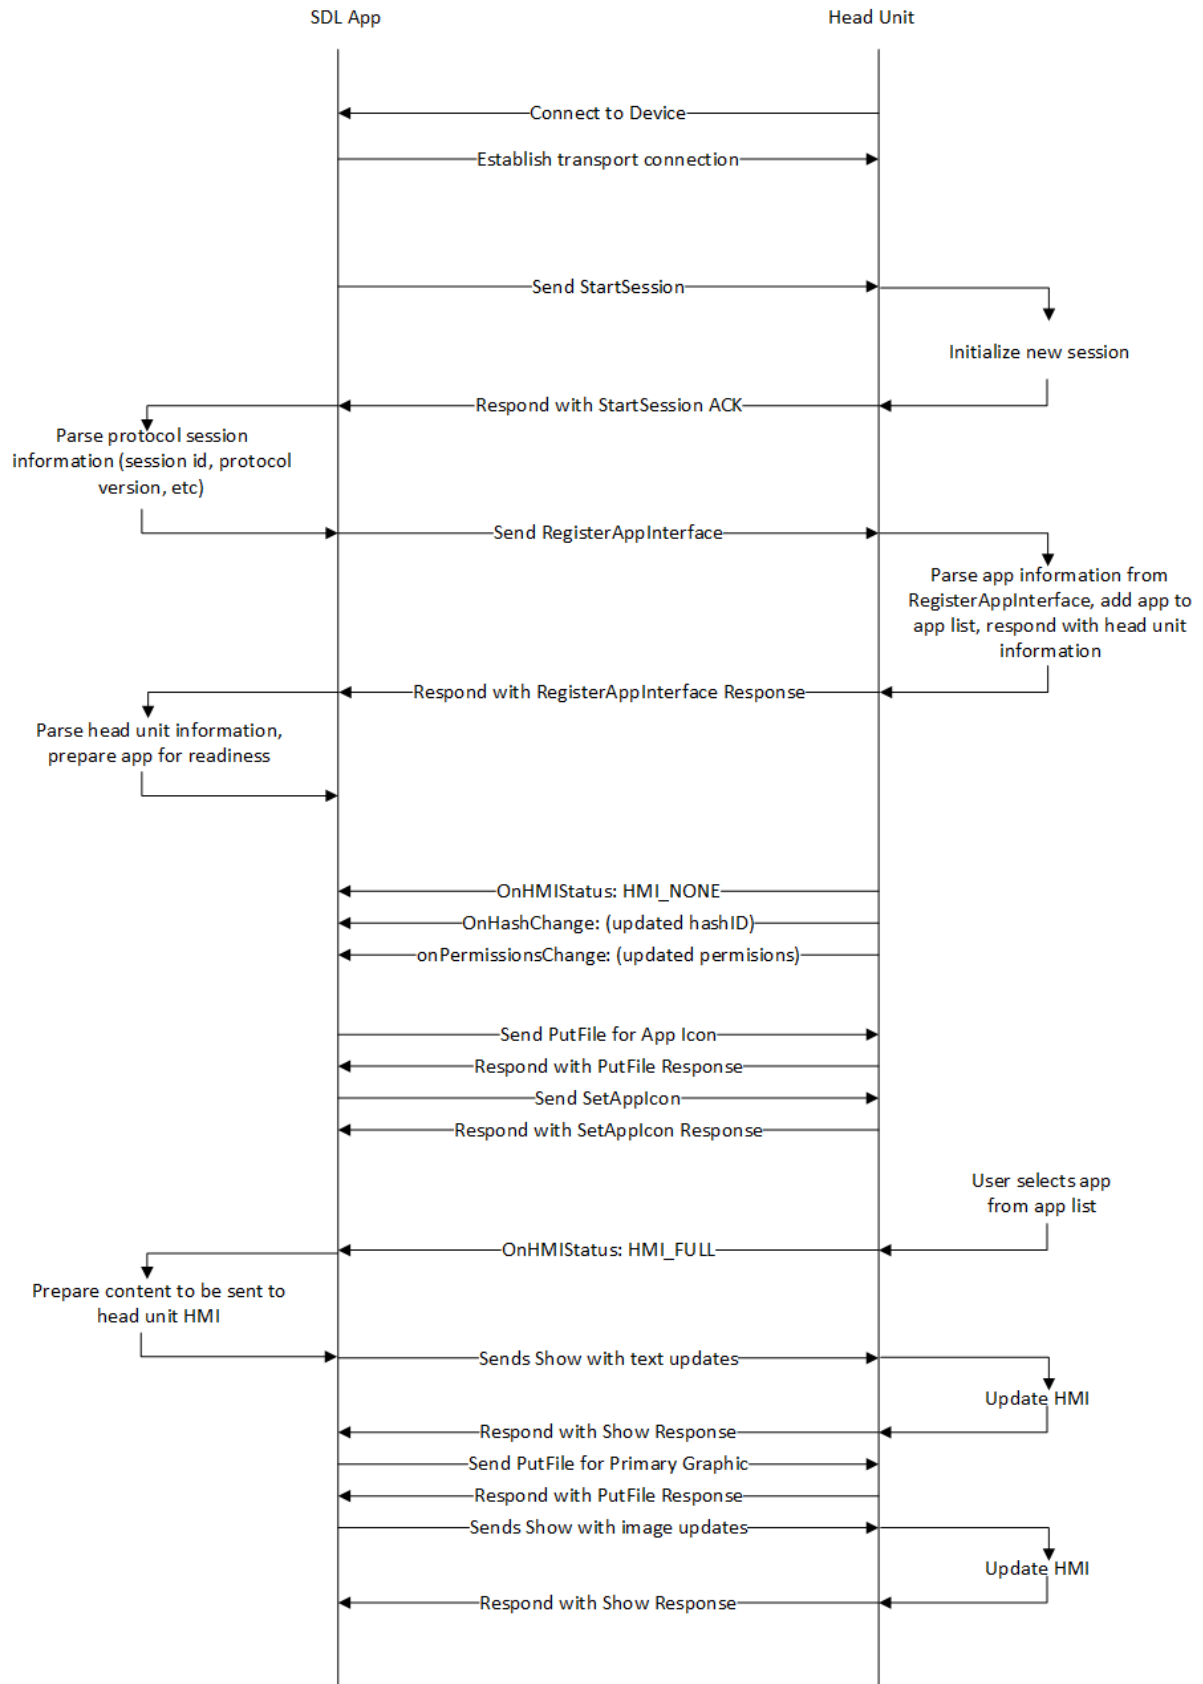 SDL App
Head Unit
Connect to Device
Establish transport connection
Send StartSession
Initialize new session
Respond with StartSession ACK
Parse protocol session
information (session id, protocol
version, etc)
Send RegisterAppInterface
Parse app information from
RegisterAppInterface, add app to
app list, respond with head unit
information
Respond with RegisterAppInterface Response
Parse head unit information,
prepare app for readiness
OnHMIStatus: HMI_NONE
OnHashChange: (updated hashID)
onPermissionsChange: (updated permisions)
Send PutFile for App Icon
Respond with PutFile Response
Send SetAppIcon
Respond with SetAppIcon Response
User selects app
from app list
OnHMIStatus: HMI_FULL
Prepare content to be sent to
head unit HMI
Sends Show with text updates
Update HMI
Respond with Show Response
Send PutFile for Primary Graphic
Respond with PutFile Response
Sends Show with image updates
Update HMI
Respond with Show Response